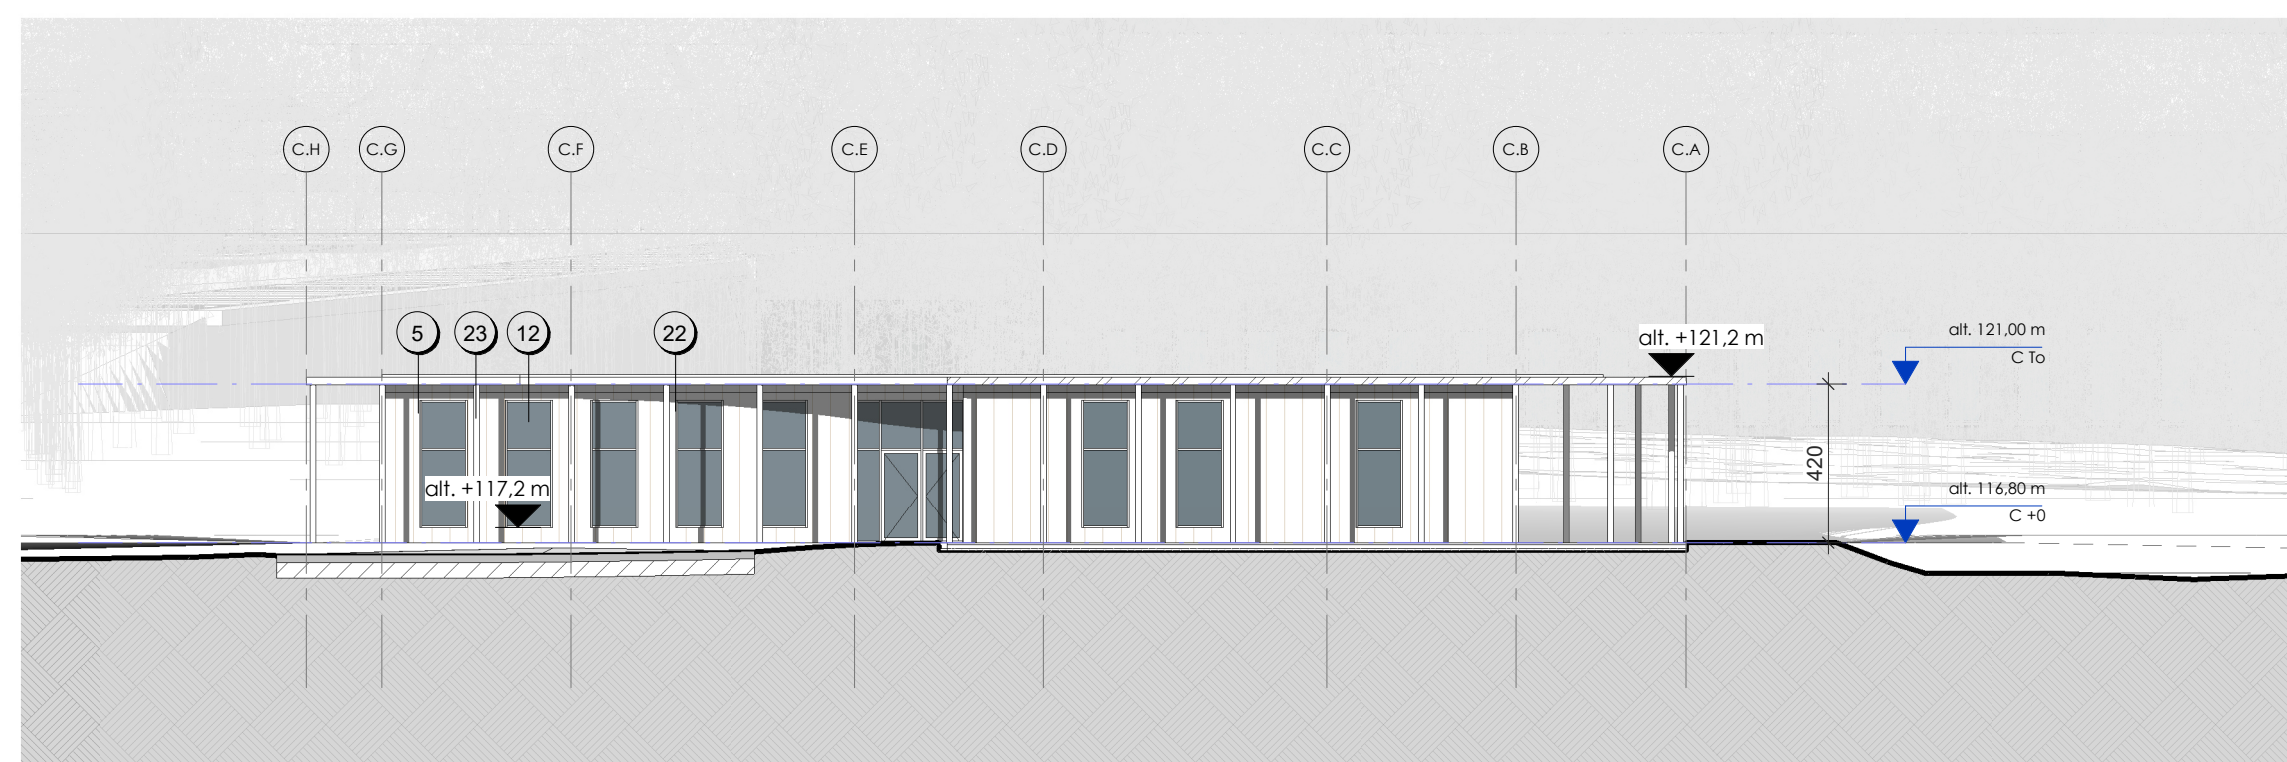 C.H C.G C.F C.E C.D C.C C.B C.A
5 23 12 22
alt. +121,2 m
alt. 121,00 m
C To
420
alt. +117,2 m
alt. 116,80 m
C +0